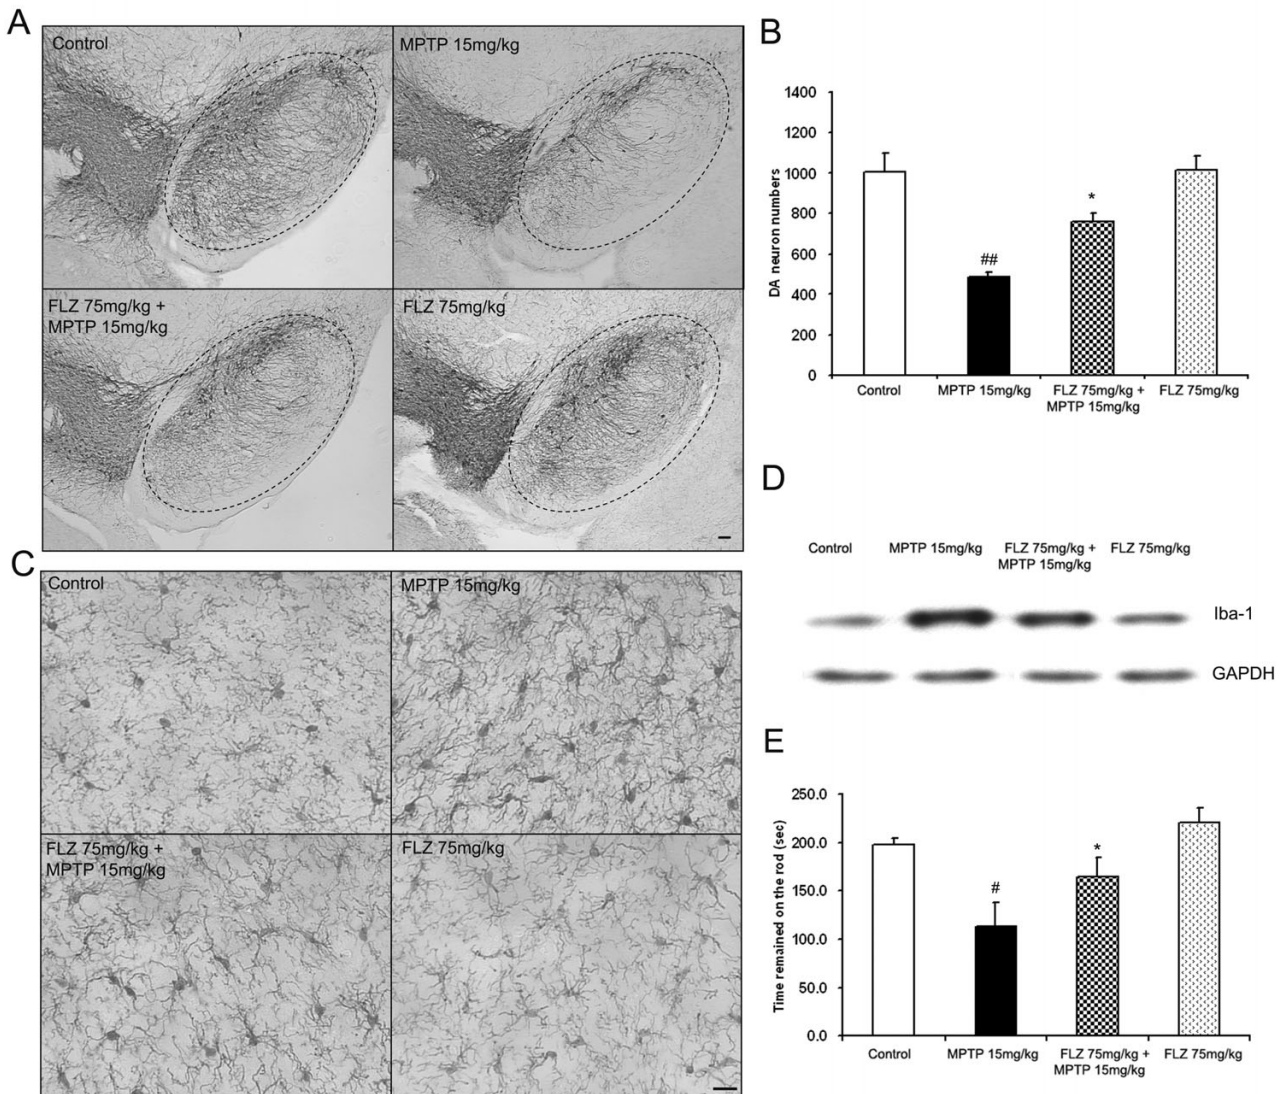 A
Control
MPTP 15mg/kg
FLZ 75mg/kg +
MPTP 15mg/kg
FLZ 75mg/kg
B
1400
1200
1000
800
600
400
200
0
DA neuron numbers
##
*
Control
MPTP 15mg/kg
FLZ 75mg/kg +
MPTP 15mg/kg
FLZ 75mg/kg
C
Control
MPTP 15mg/kg
FLZ 75mg/kg +
MPTP 15mg/kg
FLZ 75mg/kg
D
Control
MPTP 15mg/kg
FLZ 75mg/kg +
MPTP 15mg/kg
FLZ 75mg/kg
Iba-1
GAPDH
E
250.0
200.0
150.0
100.0
50.0
0.0
Time remained on the rod (sec)
#
*
Control
MPTP 15mg/kg
FLZ 75mg/kg +
MPTP 15mg/kg
FLZ 75mg/kg